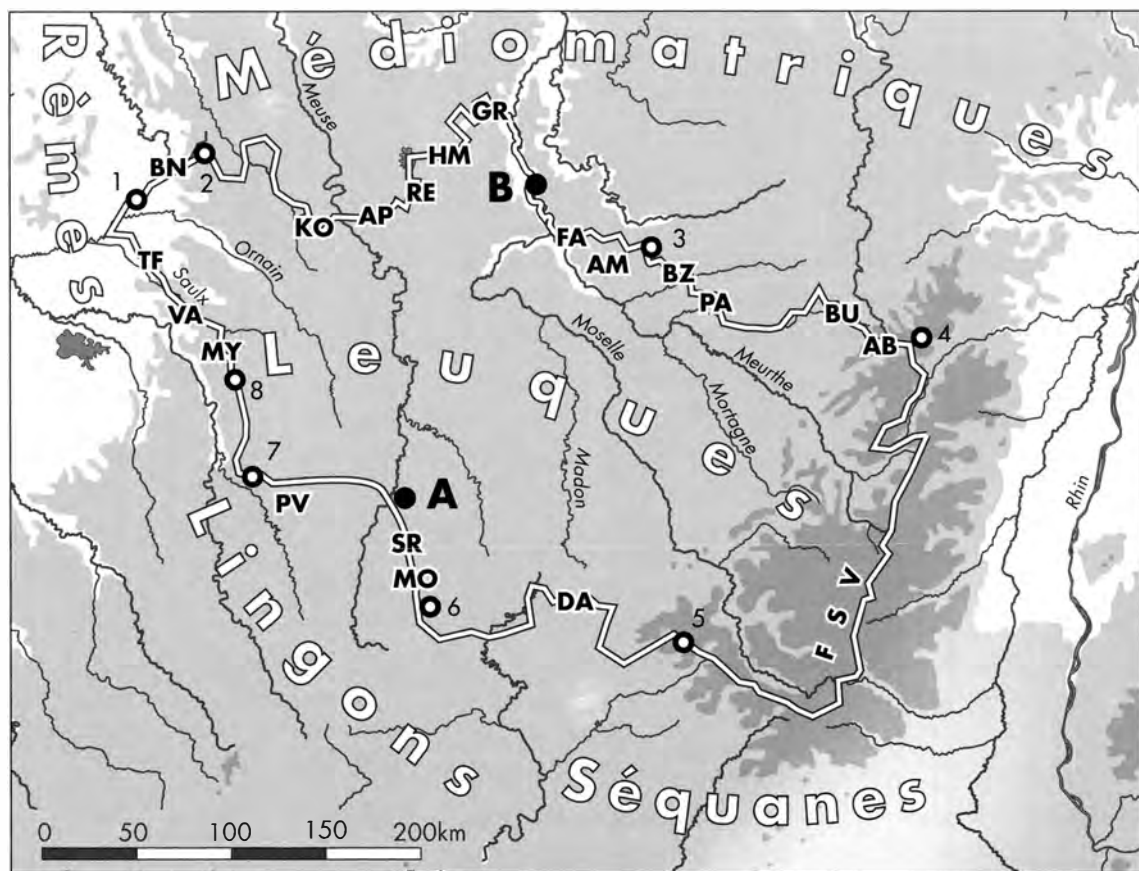 Rèmes
Médiomatriques
Meuse
GR
BN
HM
1
2
B
RE
KO
AP
TF
Ornain
FA
3
AM
BZ
Saulx
VA
PA
BU
MY
Leuques
Moselle
Meurthe
AB
4
8
Mortagne
7
A
Madon
Rhin
PV
Lingons
SR
MO
6
DA
5
F S V
Séquanes
0 50 100 150 200km